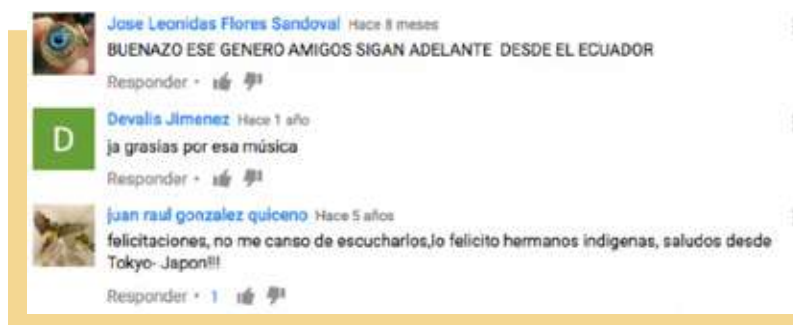 Jose Leonidas Flores Sandoval Hace 8 meses
BUENAZO ESE GENERO AMIGOS SIGAN ADELANTE DESDE EL ECUADOR
Responder •
D
Devalis Jimenez Hace 1 año
ja grasias por esa música
Responder •
juan raul gonzalez quiceno Hace 5 años
felicitaciones, no me canso de escucharlos,lo felicito hermanos indigenas, saludos desde
Tokyo- Japon!!!
Responder • 1